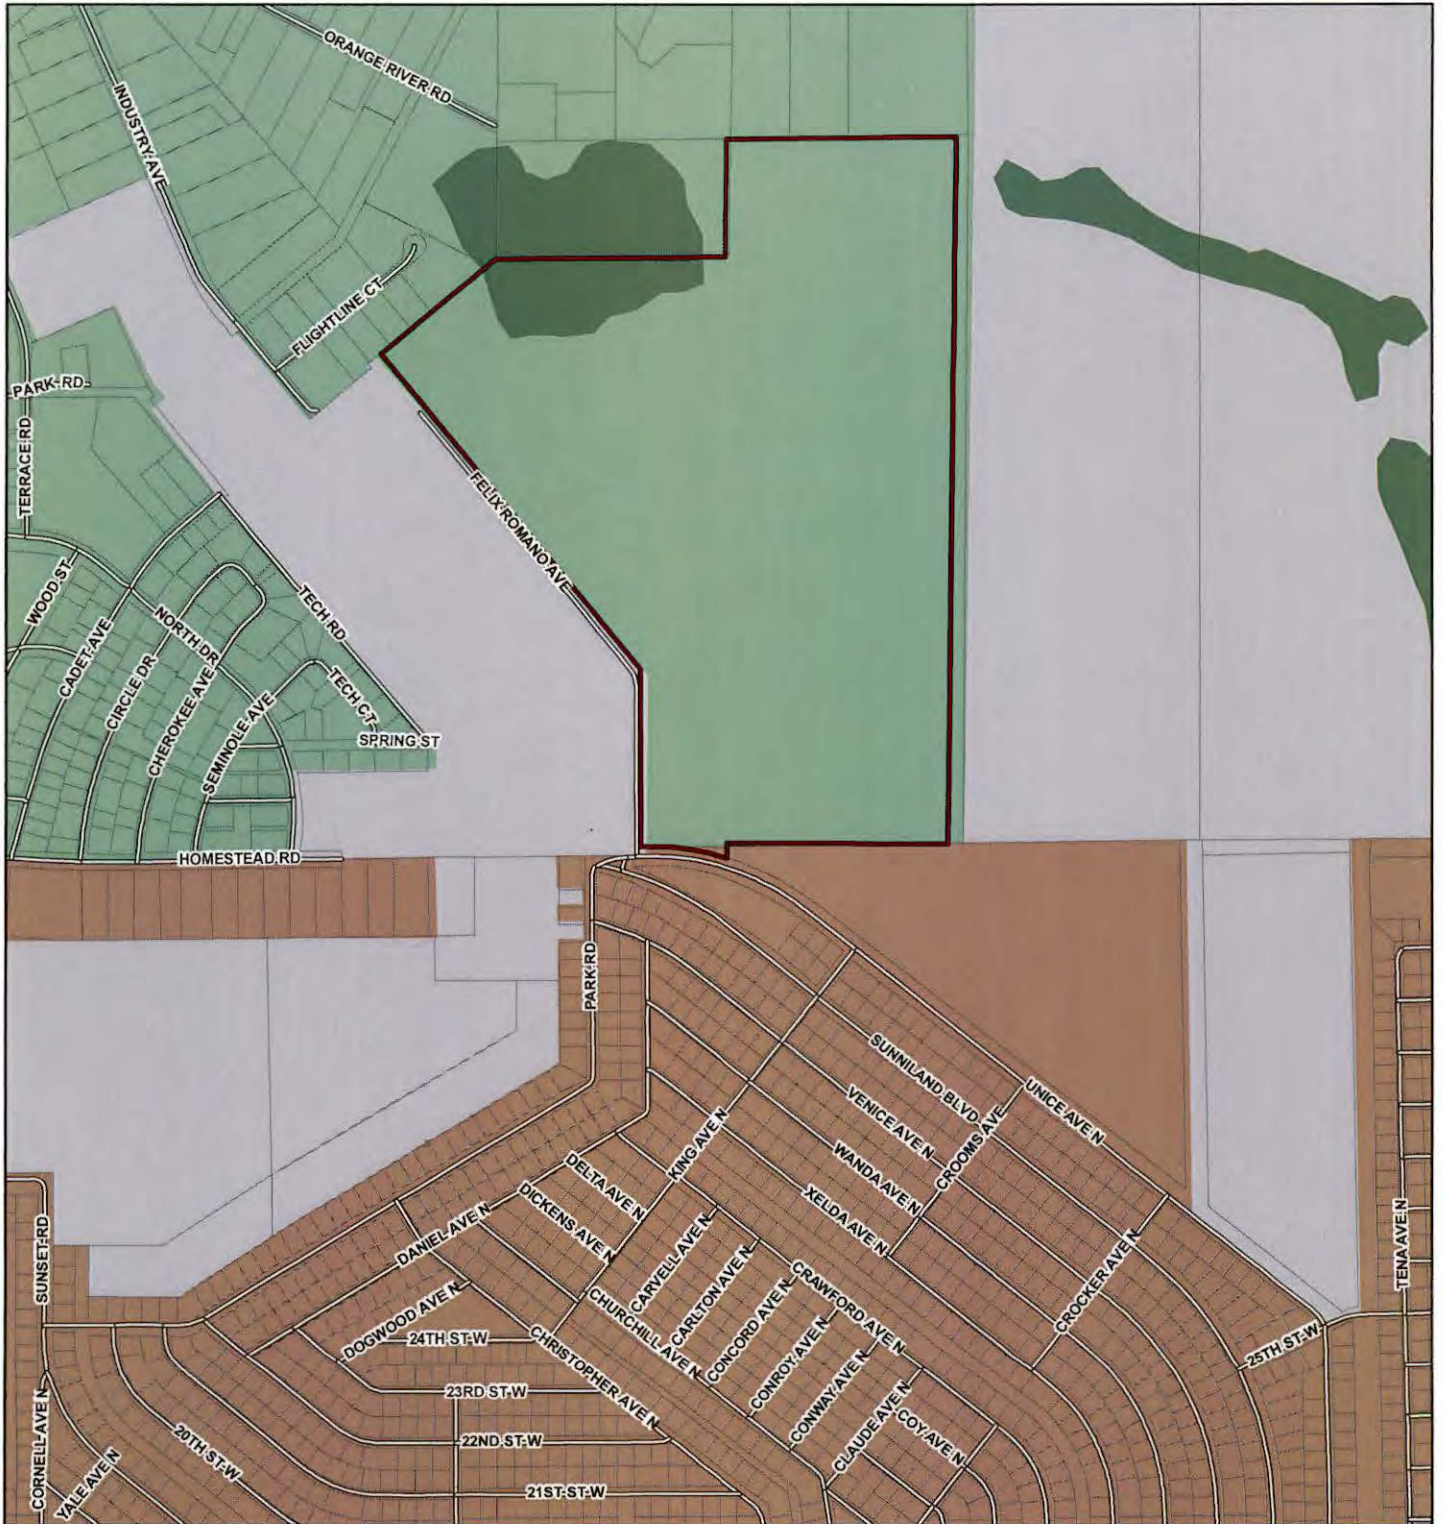 ORANGE RIVER RD
INDUSTRY AVE
FLIGHTLINE CT
PARK RD
TERRACE RD
FELIX ROMANO AVE
WOOD ST
CADET AVE
NORTH DR
CIRCLE DR
CHEROKEE AVE
SEMINOLE AVE
TECH RD
TECH CT
SPRING ST
HOMESTEAD RD
PARK RD
SUNNILAND BLVD
UNICE AVE N
VENICE AVE N
CROOMS AVE
KING AVE N
WANDA AVE N
DELTA AVE N
XELDA AVE N
DICKENS AVE N
DANIEL AVE N
SUNSET RD
CARVELL AVE N
CARLTON AVE N
CRAWFORD AVE N
CROCKER AVE N
TENA AVE N
DOGWOOD AVE N
CHURCHILL AVE N
CONCORD AVE N
24TH ST W
CHRISTOPHER AVE N
CONROY AVE N
25TH ST W
23RD ST W
CONWAY AVE N
CLAUDE AVE N
COY AVE N
CORNELL AVE N
20TH ST W
22ND ST W
YALE AVE N
21ST ST W